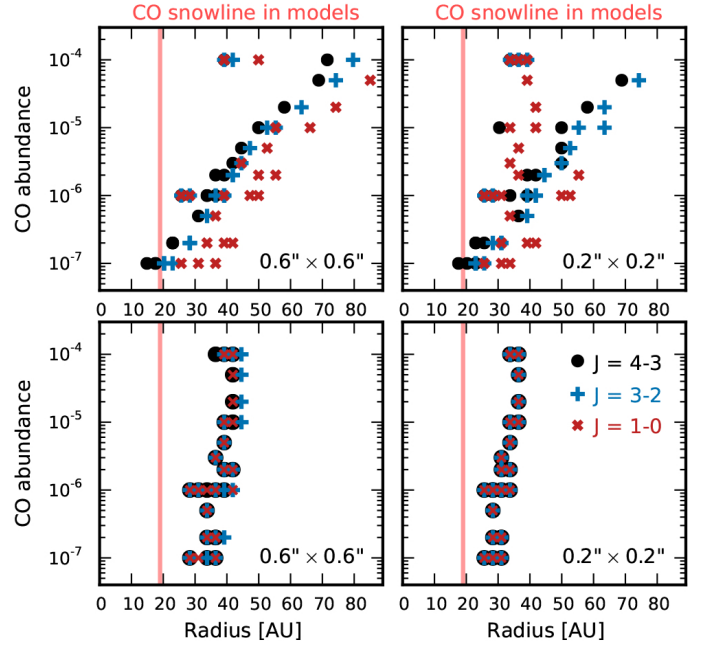 CO snowline in models
CO snowline in models
CO abundance
10⁻⁴
10⁻⁵
10⁻⁶
10⁻⁷
0.6" × 0.6"
0.2" × 0.2"
0 10 20 30 40 50 60 70 80
0 10 20 30 40 50 60 70 80
CO abundance
10⁻⁴
10⁻⁵
10⁻⁶
10⁻⁷
J = 4-3
J = 3-2
J = 1-0
0.6" × 0.6"
0.2" × 0.2"
0 10 20 30 40 50 60 70 80
0 10 20 30 40 50 60 70 80
Radius [AU]
Radius [AU]